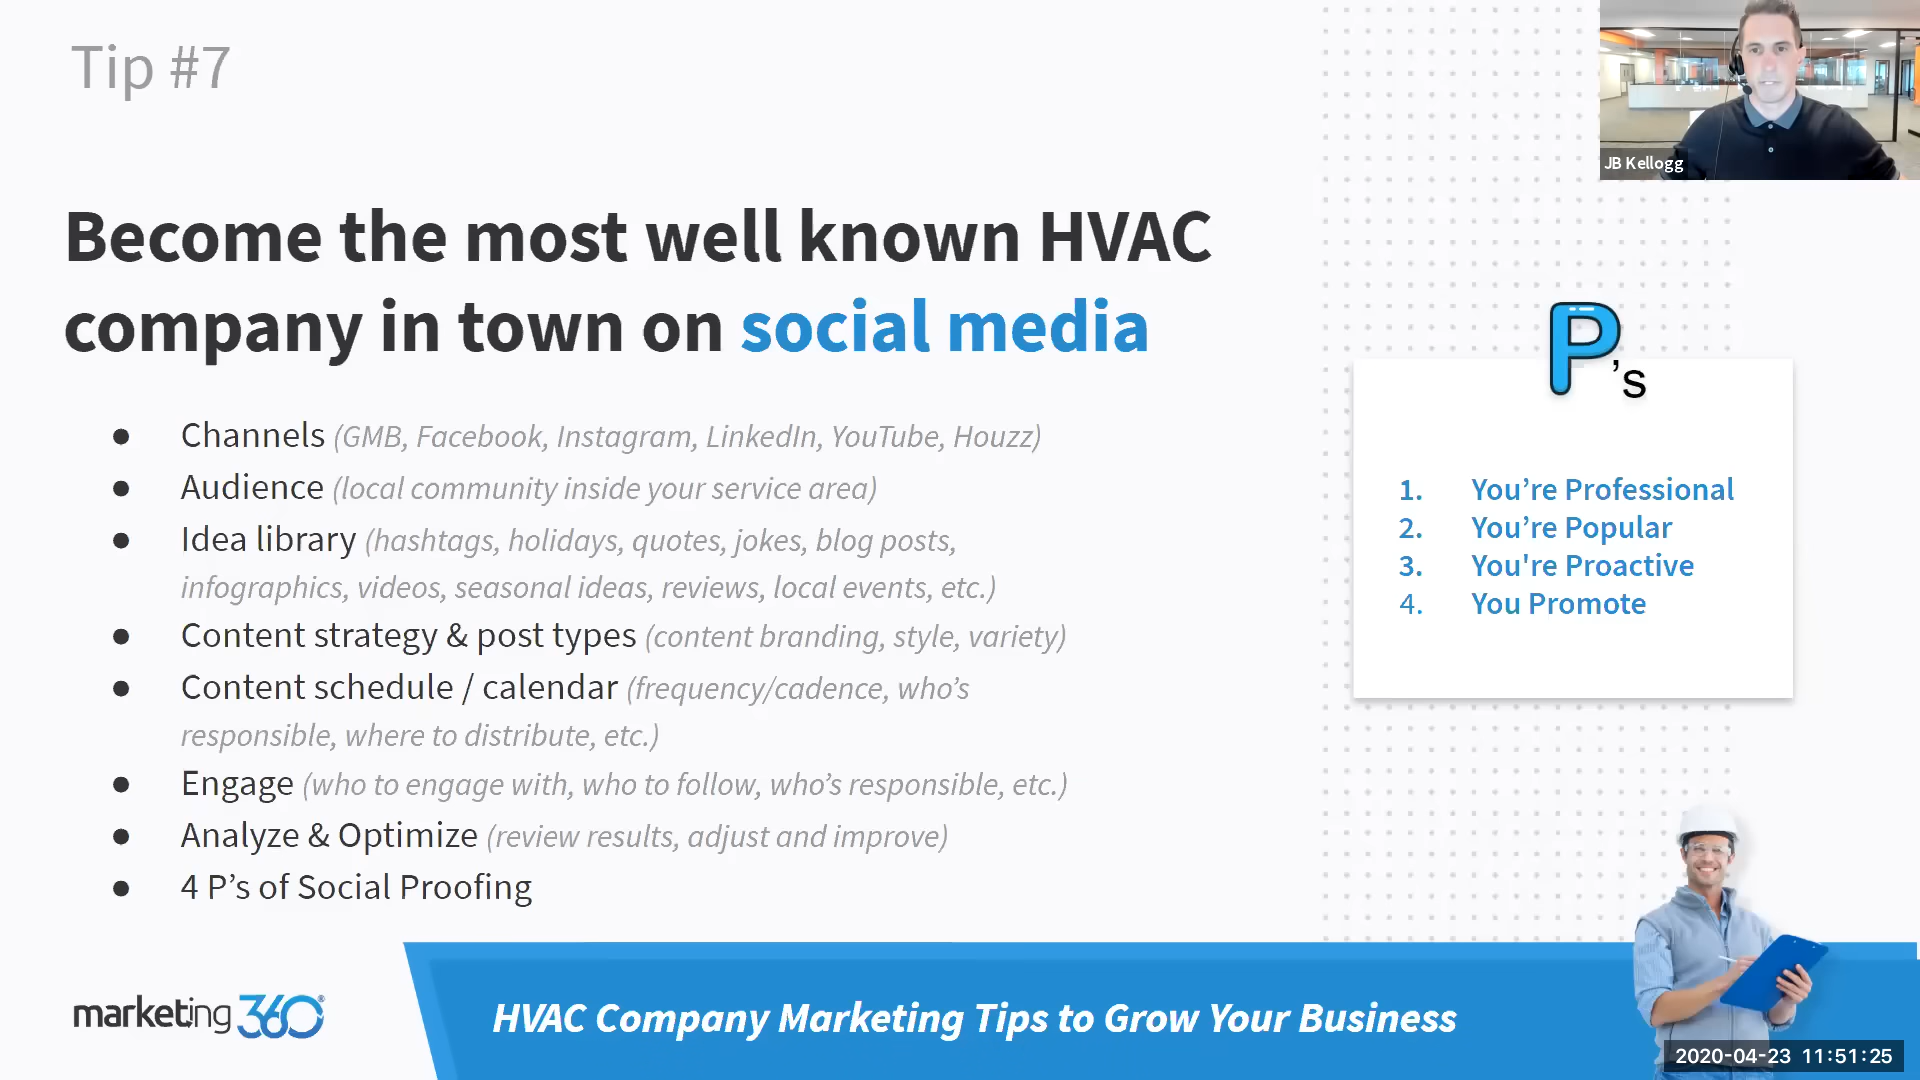 Tip #7
JB Kellogg
Become the most well known HVAC
company in town on social media
● Channels (GMB, Facebook, Instagram, LinkedIn, YouTube, Houzz)
● Audience (local community inside your service area)
● Idea library (hashtags, holidays, quotes, jokes, blog posts,
infographics, videos, seasonal ideas, reviews, local events, etc.)
● Content strategy & post types (content branding, style, variety)
● Content schedule / calendar (frequency/cadence, who’s
responsible, where to distribute, etc.)
● Engage (who to engage with, who to follow, who’s responsible, etc.)
● Analyze & Optimize (review results, adjust and improve)
● 4 P’s of Social Proofing
P’s
1. You’re Professional
2. You’re Popular
3. You're Proactive
4. You Promote
marketing 360®
HVAC Company Marketing Tips to Grow Your Business
2020-04-23 11:51:25